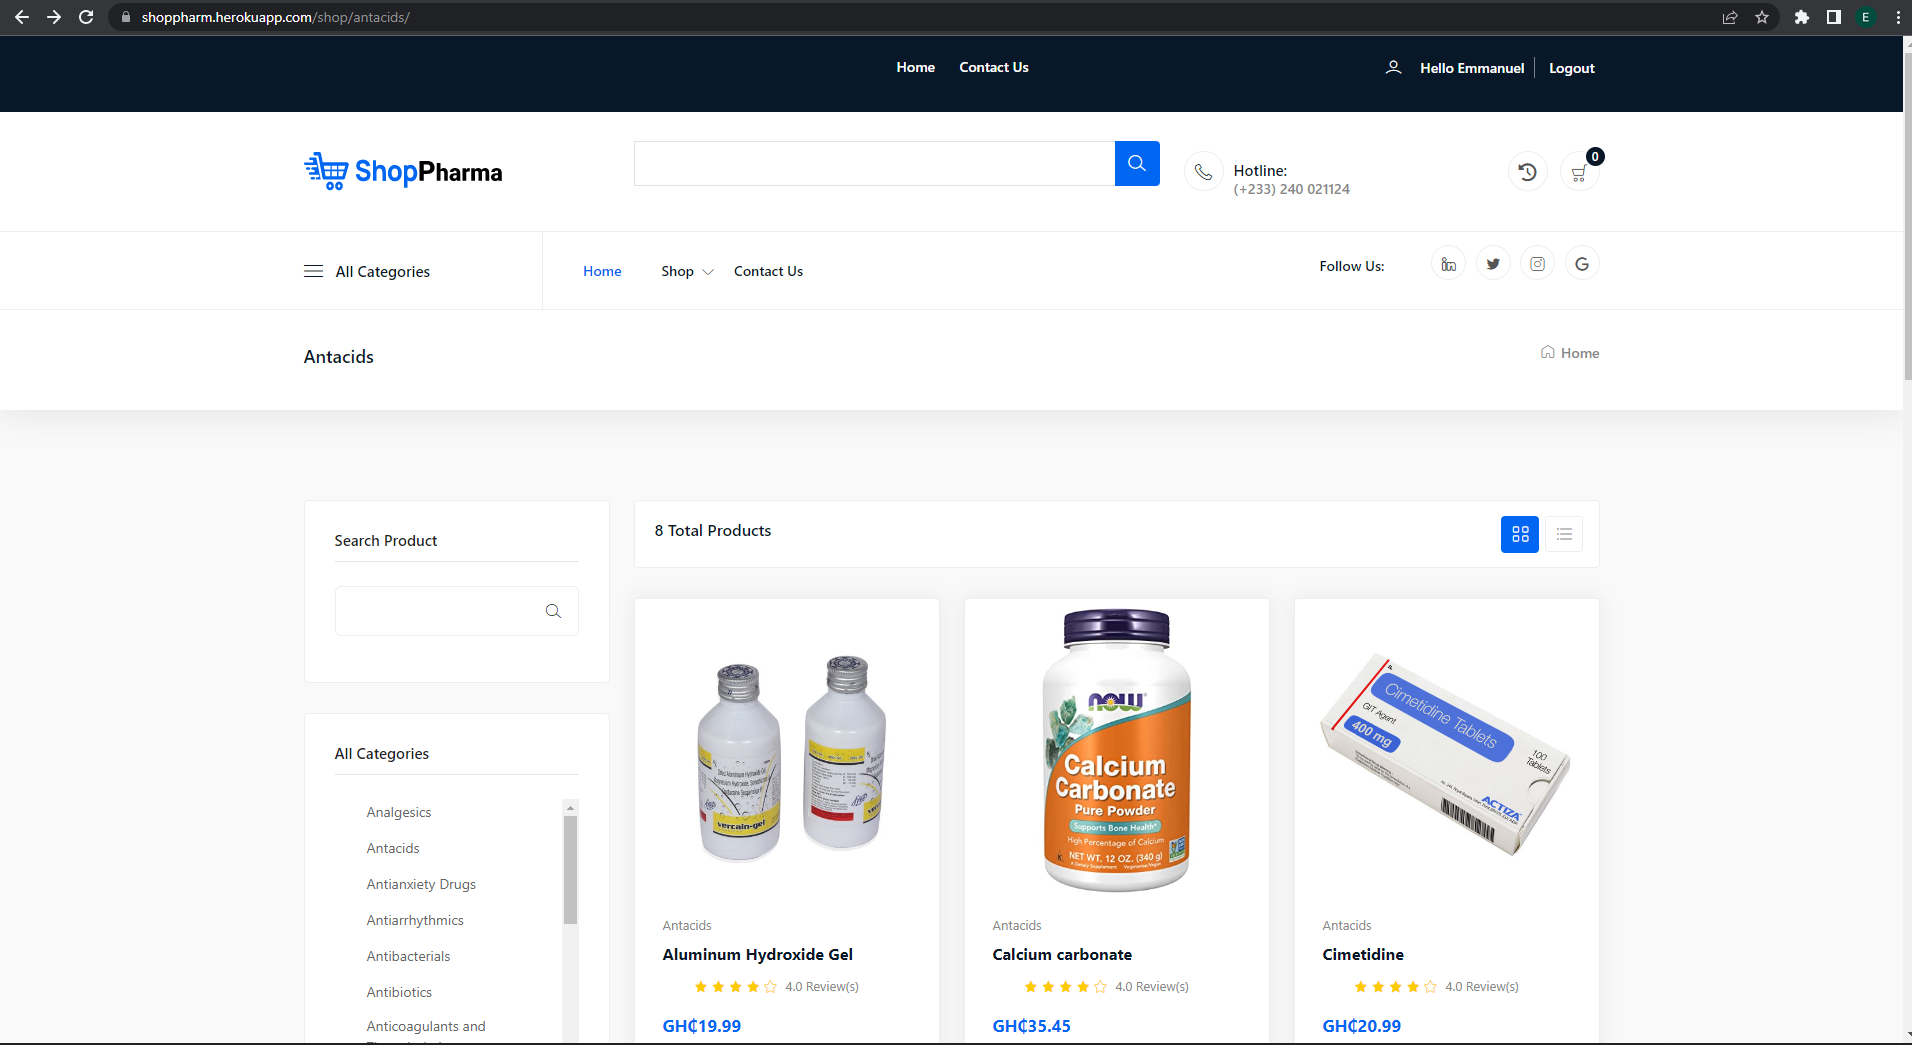 shoppharm.herokuapp.com/shop/antacids/
E
Home Contact Us
Hello Emmanuel Logout
ShopPharma
Hotline:
(+233) 240 021124
0
All Categories
Home Shop Contact Us
Follow Us:
Antacids
Home
Search Product
8 Total Products
All Categories
Analgesics
Antacids
Antianxiety Drugs
Antiarrhythmics
Antibacterials
Antibiotics
Anticoagulants and
vercain-gel
Antacids
Aluminum Hydroxide Gel
4.0 Review(s)
GH₵19.99
now
Calcium
Carbonate
Pure Powder
Supports Bone Health*
High Percentage of Calcium
NET WT. 12 OZ. (340 g)
Antacids
Calcium carbonate
4.0 Review(s)
GH₵35.45
Cimetidine Tablets
GIT Agent
400 mg
100
Tablets
ACTIZA
Antacids
Cimetidine
4.0 Review(s)
GH₵20.99